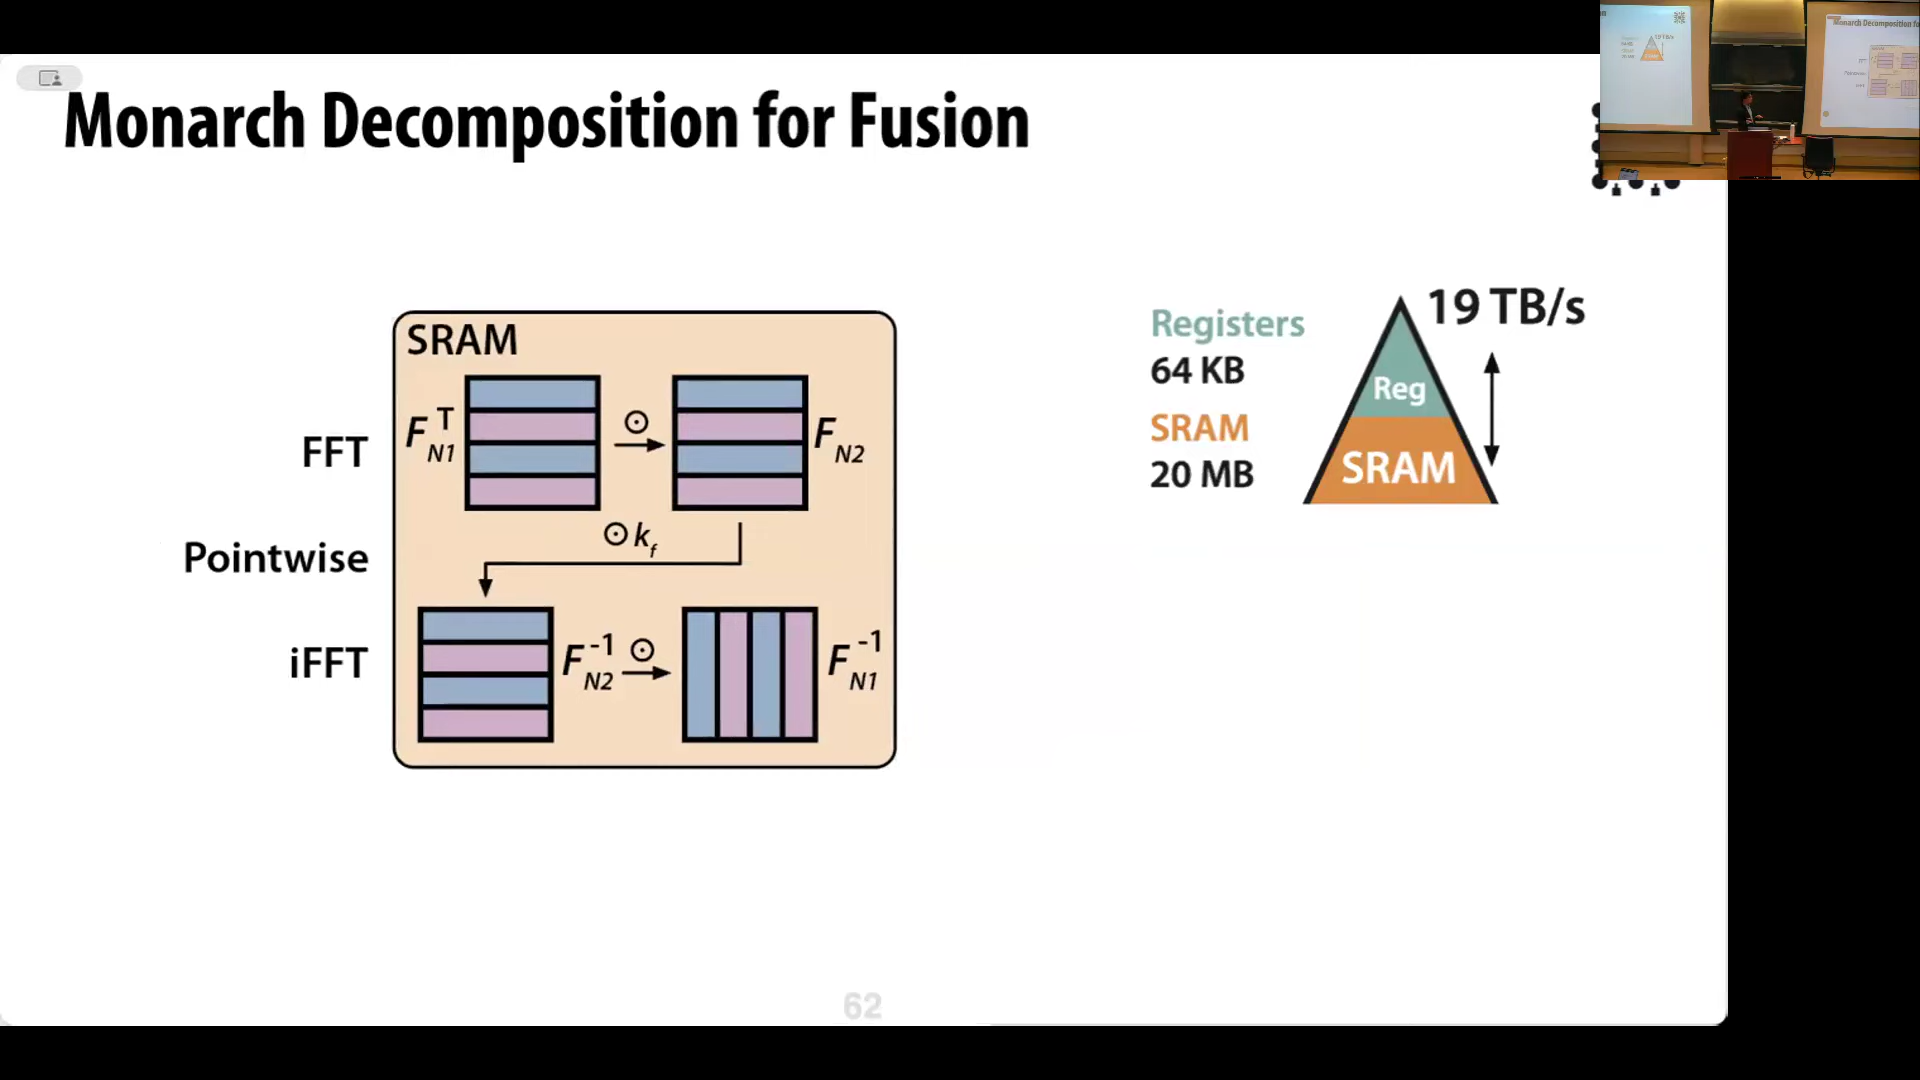 Monarch Decomposition for Fusion
SRAM
FFT
F N1 T
⊙
F N2
Pointwise
⊙ k f
iFFT
F N2 -1
⊙
F N1 -1
Registers
64 KB
SRAM
20 MB
19 TB/s
Reg
SRAM
62